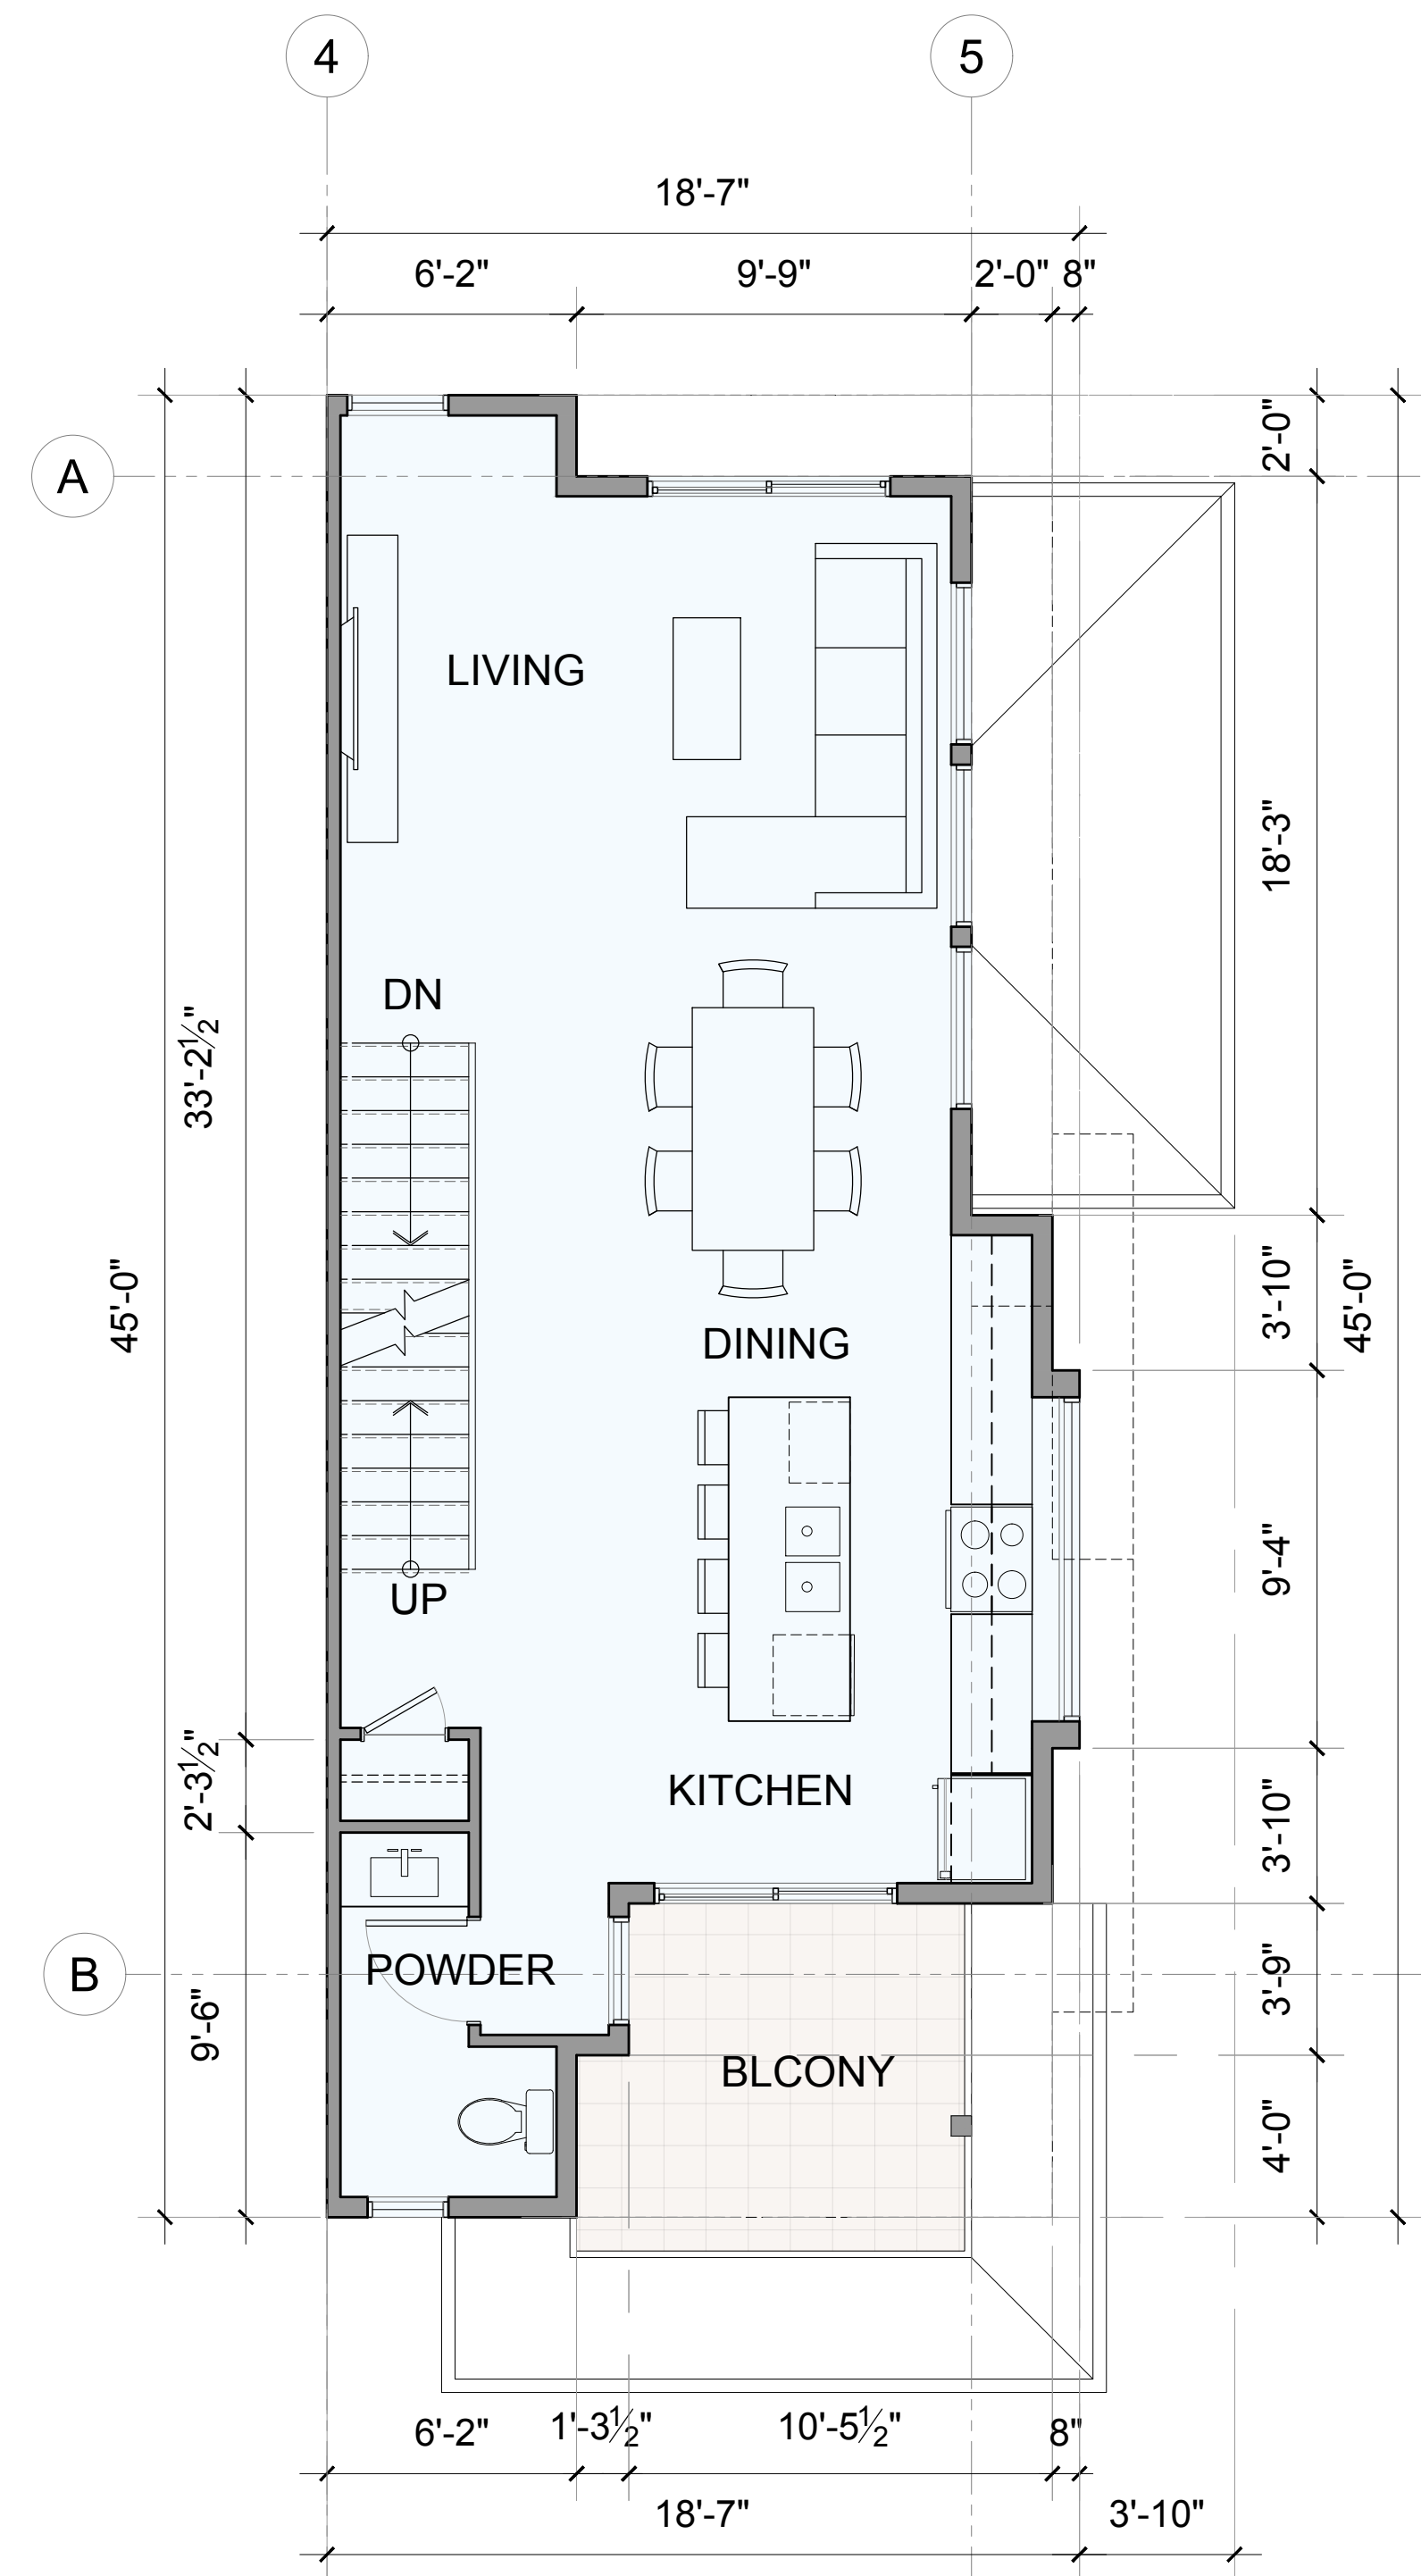 4 5
18'-7"
6'-2" 9'-9" 2'-0" 8"
2'-0"
A
LIVING
18'-3"
DN
33'-2½"
45'-0"
3'-10"
45'-0"
DINING
9'-4"
UP
2'-3½"
KITCHEN
3'-10"
POWDER
B
3'-9"
9'-6"
BLCONY
4'-0"
6'-2" 1'-3½" 10'-5½" 8"
18'-7" 3'-10"